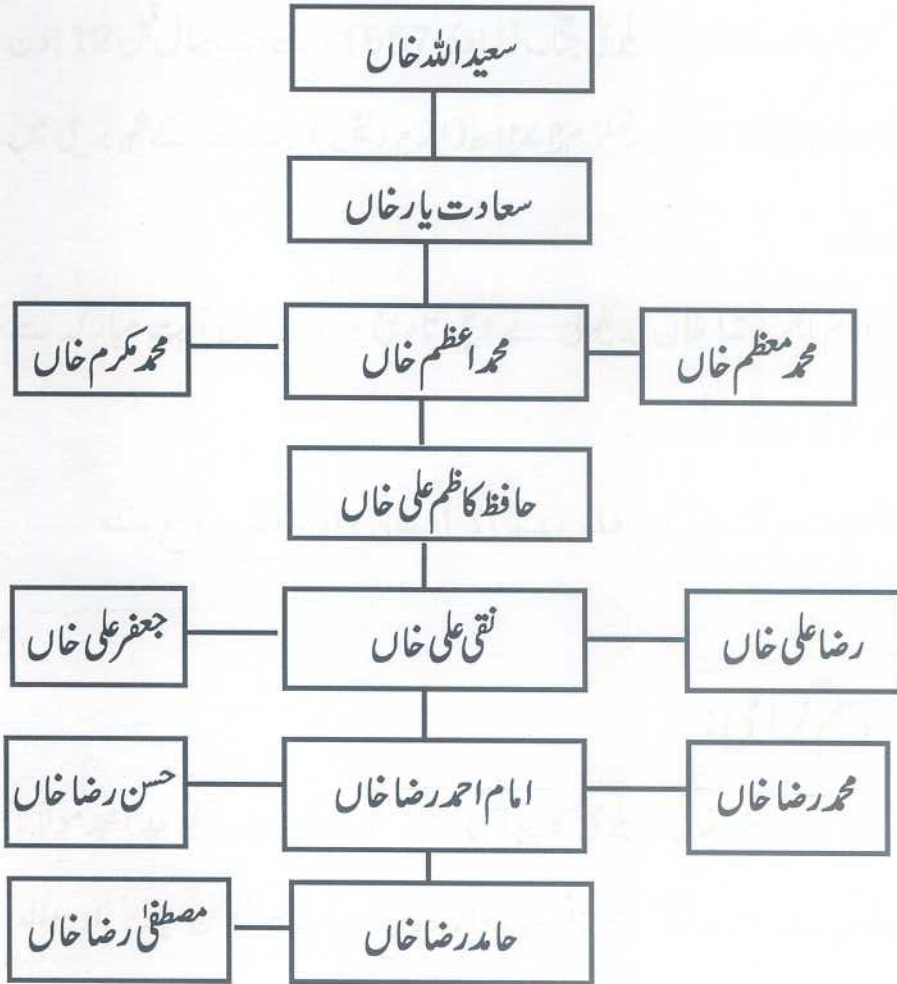 سعید اللہ خاں
سعادت یار خاں
محمد معظم خاں
محمد اعظم خاں
محمد مکرم خاں
حافظ کاظم علی خاں
رضا علی خاں
نقی علی خاں
جعفر علی خاں
محمد رضا خاں
امام احمد رضا خاں
حسن رضا خاں
حامد رضا خاں
مصطفیٰ رضا خاں